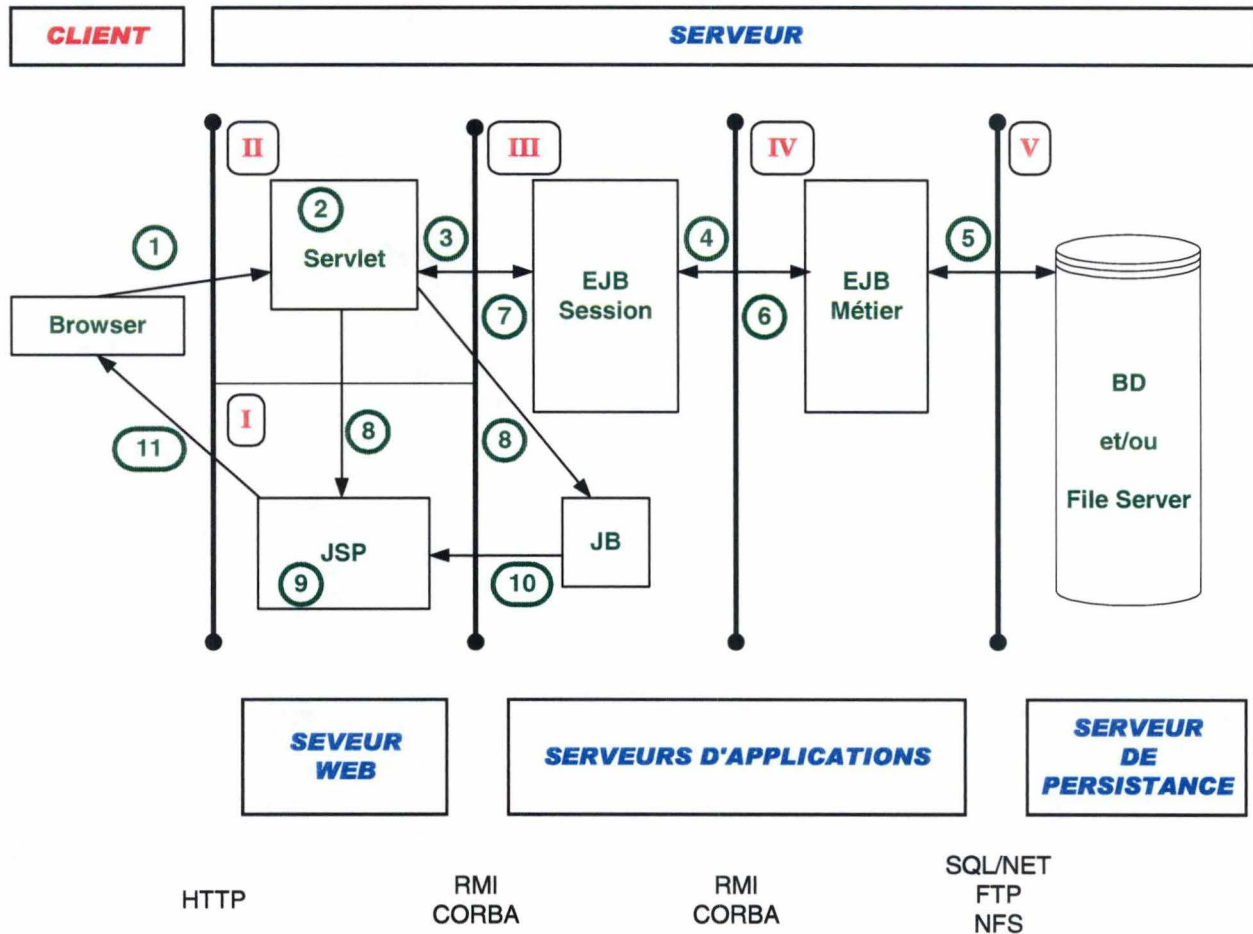 CLIENT
SERVEUR
II
III
IV
V
2
1
Servlet
3
4
5
EJB
Session
EJB
Métier
Browser
7
6
I
BD
et/ou
File Server
11
8
8
JSP
JB
9
10
SEVEUR
WEB
SERVEURS D'APPLICATIONS
SERVEUR
DE
PERSISTANCE
HTTP
RMI
CORBA
RMI
CORBA
SQL/NET
FTP
NFS